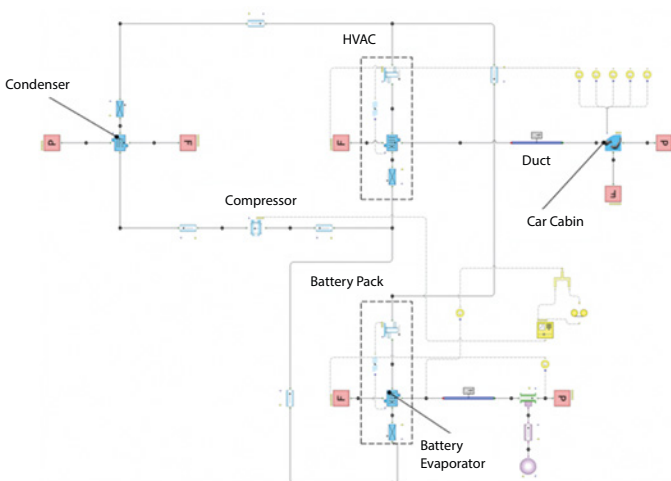 HVAC
Condenser
P
F
F
P
Duct
F
Car Cabin
Compressor
Battery Pack
F
P
Battery
Evaporator